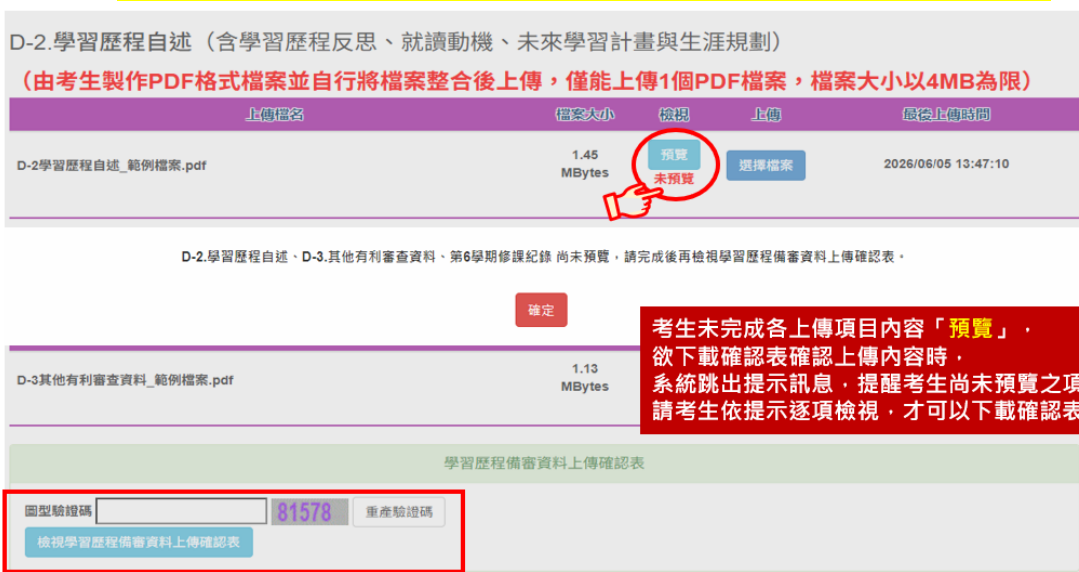 D-2.學習歷程自述（含學習歷程反思、就讀動機、未來學習計畫與生涯規劃）
（由考生製作PDF格式檔案並自行將檔案整合後上傳，僅能上傳1個PDF檔案，檔案大小以4MB為限）
上傳檔名 檔案大小 檢視 上傳 最後上傳時間
D-2學習歷程自述_範例檔案.pdf 1.45 MBytes 預覽 未預覽 選擇檔案 2026/06/05 13:47:10
D-2.學習歷程自述、D-3.其他有利審查資料、第6學期修課紀錄 尚未預覽，請完成後再檢視學習歷程備審資料上傳確認表。
確定
考生未完成各上傳項目內容「預覽」，
欲下載確認表確認上傳內容時，
系統跳出提示訊息，提醒考生尚未預覽之項
請考生依提示逐項檢視，才可以下載確認表
D-3其他有利審查資料_範例檔案.pdf 1.13 MBytes
學習歷程備審資料上傳確認表
圖型驗證碼 81578 重產驗證碼
檢視學習歷程備審資料上傳確認表